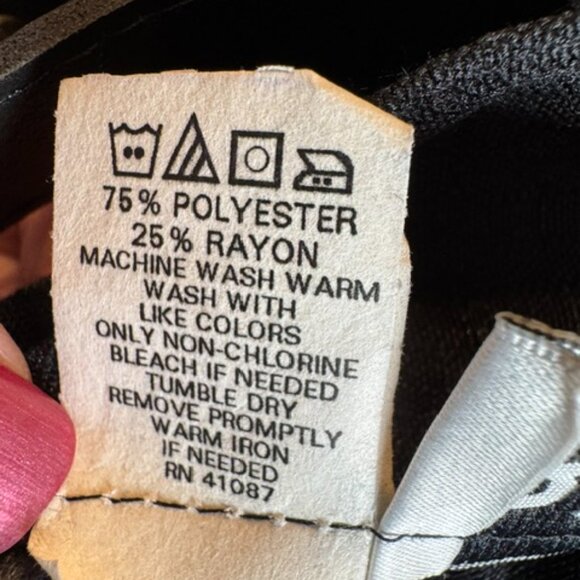 75% POLYESTER
25% RAYON
MACHINE WASH WARM
WASH WITH
LIKE COLORS
ONLY NON-CHLORINE
BLEACH IF NEEDED
TUMBLE DRY
REMOVE PROMPTLY
WARM IRON
IF NEEDED
RN 41087